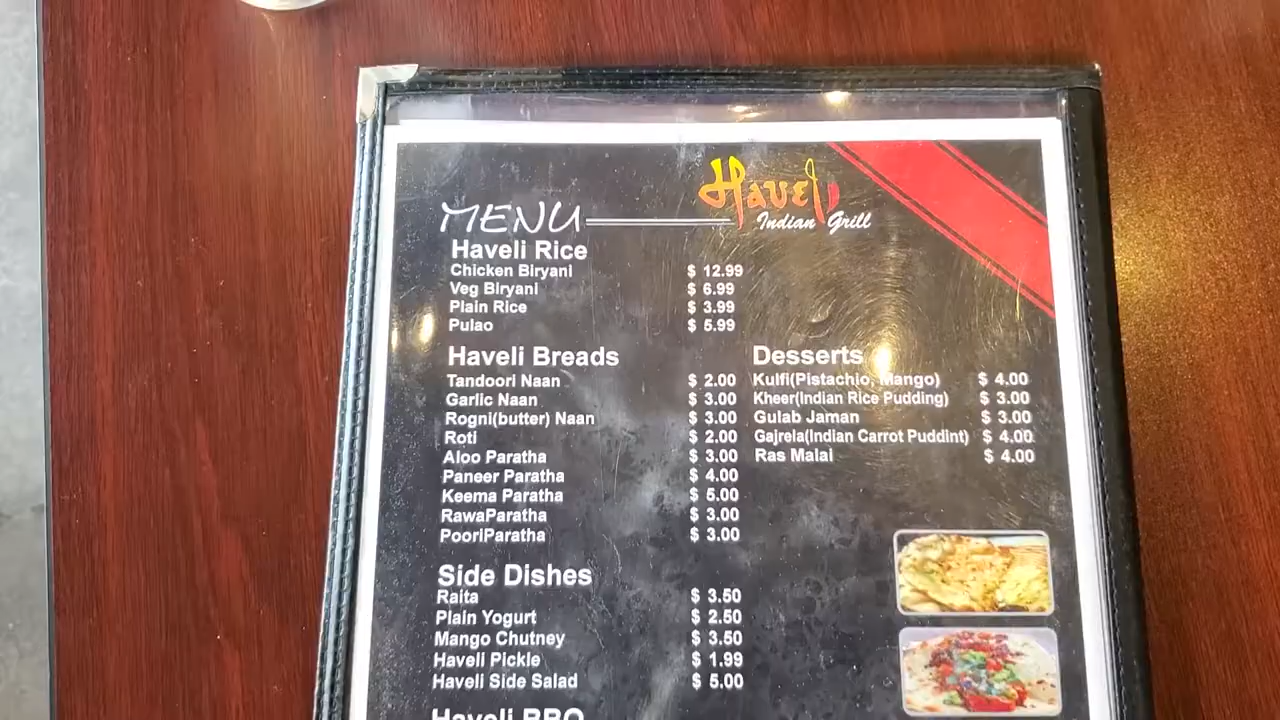 Haveli
Indian Grill
MENU
Haveli Rice
Chicken Biryani $ 12.99
Veg Biryani $ 6.99
Plain Rice $ 3.99
Pulao $ 5.99
Haveli Breads
Tandoori Naan $ 2.00
Garlic Naan $ 3.00
Rogni(butter) Naan $ 3.00
Roti $ 2.00
Aloo Paratha $ 3.00
Paneer Paratha $ 4.00
Keema Paratha $ 5.00
RawaParatha $ 3.00
PooriParatha $ 3.00
Desserts
Kulfi(Pistachio, Mango) $ 4.00
Kheer(Indian Rice Pudding) $ 3.00
Gulab Jaman $ 3.00
Gajrela(Indian Carrot Puddint) $ 4.00
Ras Malai $ 4.00
Side Dishes
Raita $ 3.50
Plain Yogurt $ 2.50
Mango Chutney $ 3.50
Haveli Pickle $ 1.99
Haveli Side Salad $ 5.00
Haveli BBQ